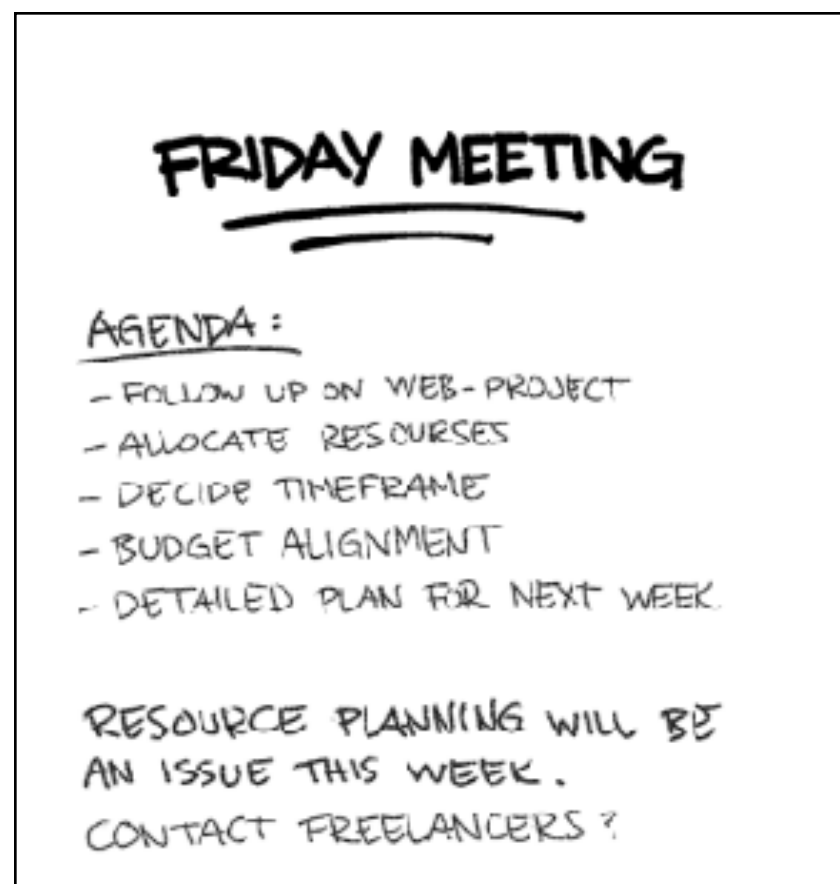 FRIDAY MEETING
AGENDA:
- FOLLOW UP ON WEB-PROJECT
- ALLOCATE RESOURSES
- DECIDE TIMEFRAME
- BUDGET ALIGNMENT
- DETAILED PLAN FOR NEXT WEEK.
RESOURCE PLANNING WILL BE
AN ISSUE THIS WEEK.
CONTACT FREELANCERS?